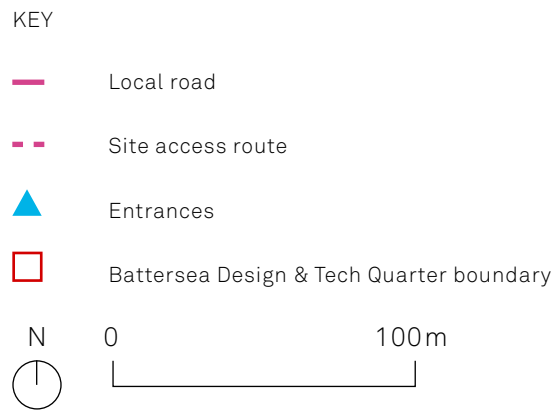 KEY
Local road
Site access route
Entrances
Battersea Design & Tech Quarter boundary
N 0 100m